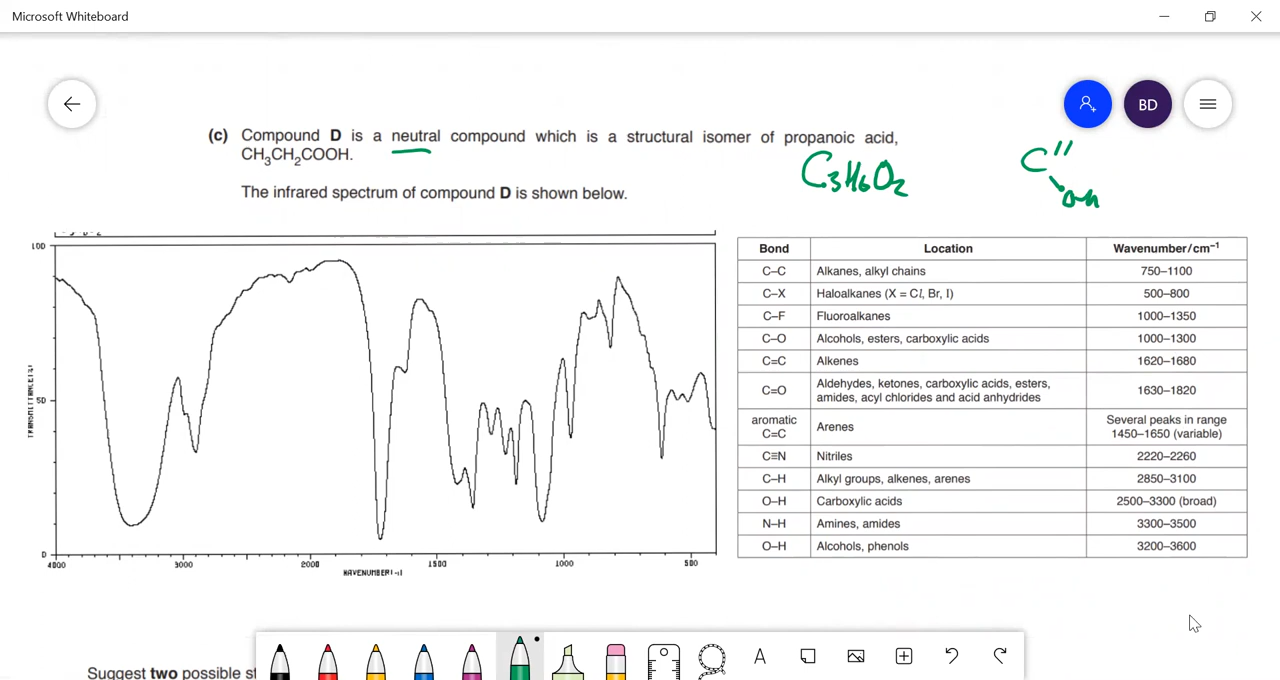 Microsoft Whiteboard
BD
(c) Compound D is a neutral compound which is a structural isomer of propanoic acid,
CH₃CH₂COOH.
C₃H₆O₂
C
O-H
The infrared spectrum of compound D is shown below.
100
50
0
TRANSMITTANCE(%)
4000 3000 2000 1500 1000 500
WAVENUMBER(-1)
Bond Location Wavenumber/cm⁻¹
C–C Alkanes, alkyl chains 750–1100
C–X Haloalkanes (X = Cl, Br, I) 500–800
C–F Fluoroalkanes 1000–1350
C–O Alcohols, esters, carboxylic acids 1000–1300
C=C Alkenes 1620–1680
C=O Aldehydes, ketones, carboxylic acids, esters, amides, acyl chlorides and acid anhydrides 1630–1820
aromatic C=C Arenes Several peaks in range 1450–1650 (variable)
C≡N Nitriles 2220–2260
C–H Alkyl groups, alkenes, arenes 2850–3100
O–H Carboxylic acids 2500–3300 (broad)
N–H Amines, amides 3300–3500
O–H Alcohols, phenols 3200–3600
Suggest two possible st
A